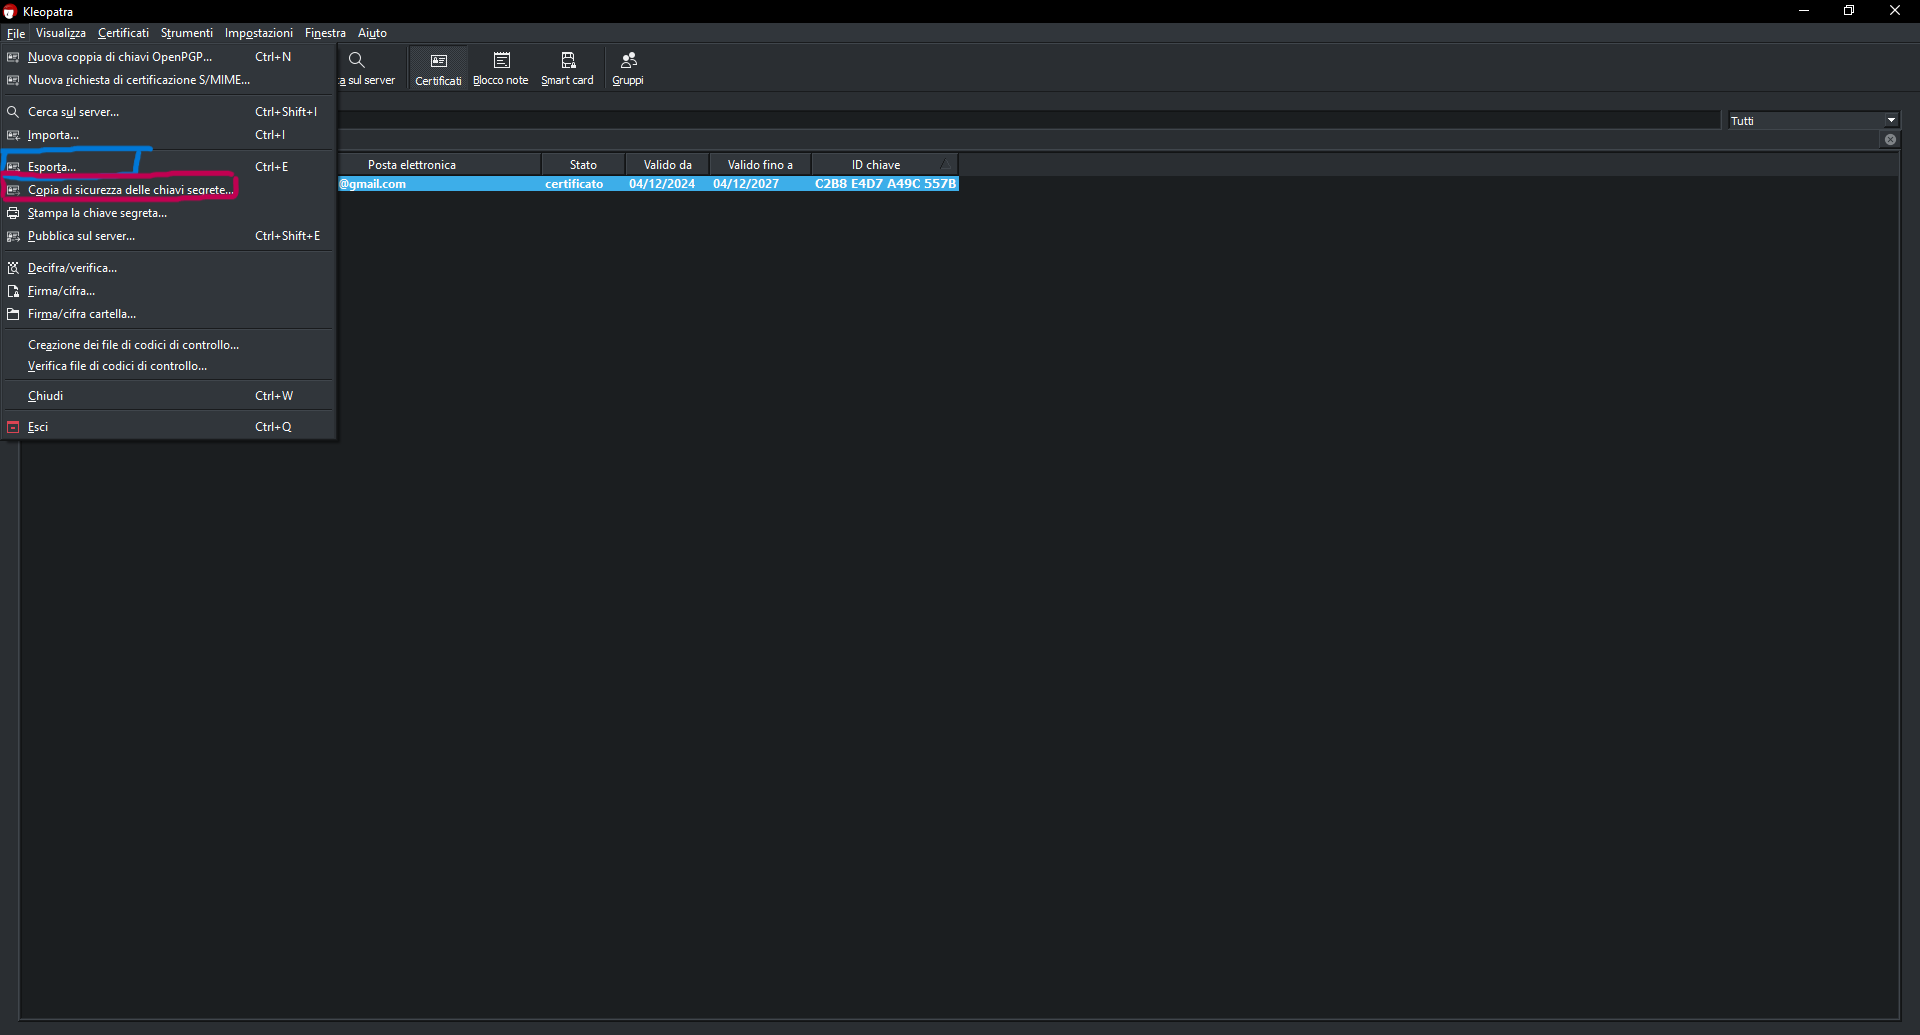 Kleopatra
File Visualizza Certificati Strumenti Impostazioni Finestra Aiuto
Nuova coppia di chiavi OpenPGP... Ctrl+N
Nuova richiesta di certificazione S/MIME...
Cerca sul server... Ctrl+Shift+I
Importa... Ctrl+I
Esporta... Ctrl+E
Copia di sicurezza delle chiavi segrete...
Stampa la chiave segreta...
Pubblica sul server... Ctrl+Shift+E
Decifra/verifica...
Firma/cifra...
Firma/cifra cartella...
Creazione dei file di codici di controllo...
Verifica file di codici di controllo...
Chiudi Ctrl+W
Esci Ctrl+Q
a sul server Certificati Blocco note Smart card Gruppi
Tutti
Posta elettronica Stato Valido da Valido fino a ID chiave
@gmail.com certificato 04/12/2024 04/12/2027 C2B8 E4D7 A49C 557B